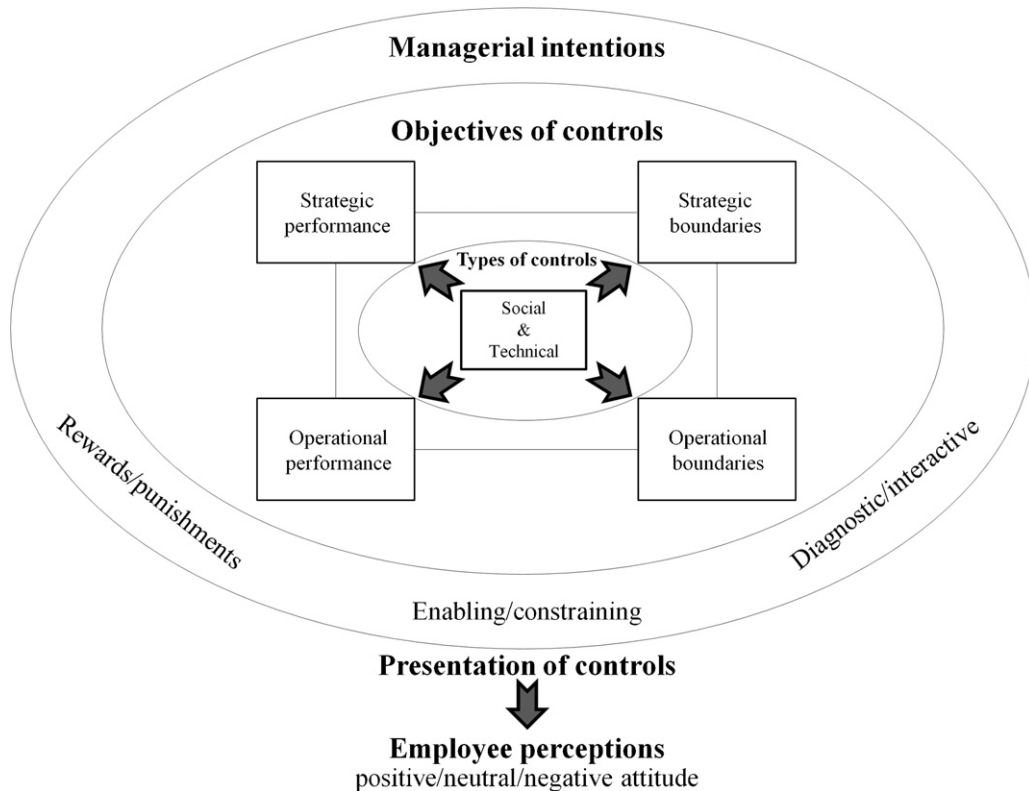 Managerial intentions
Objectives of controls
Strategic
performance
Strategic
boundaries
Types of controls
Social
&
Technical
Operational
performance
Operational
boundaries
Rewards/punishments
Diagnostic/interactive
Enabling/constraining
Presentation of controls
Employee perceptions
positive/neutral/negative attitude